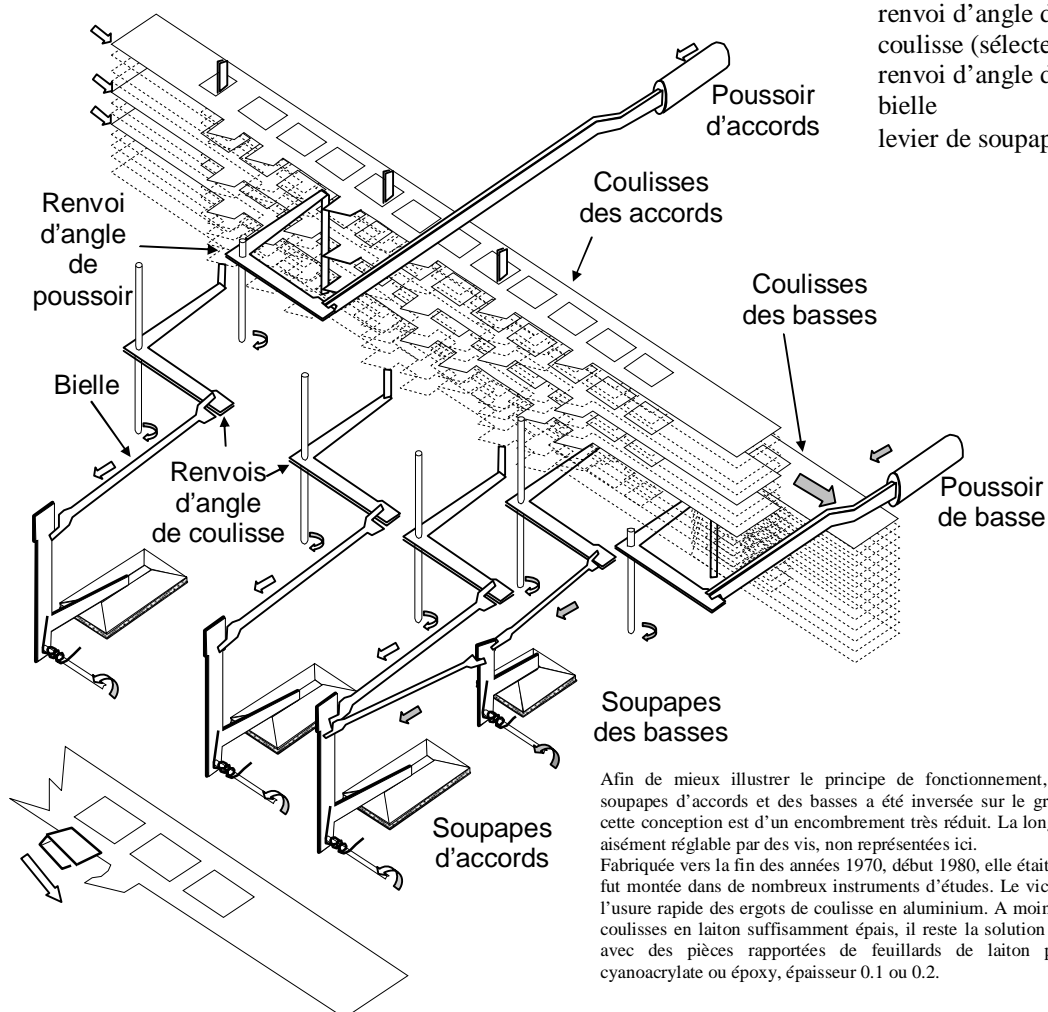 renvoi d’angle d
coulisse (sélecte
renvoi d’angle d
bielle
levier de soupap
Poussoir
d’accords
Coulisses
des accords
Renvoi
d’angle
de
poussoir
Coulisses
des basses
Bielle
Renvois
d’angle
de coulisse
Poussoir
de basse
Soupapes
des basses
Soupapes
d’accords
Afin de mieux illustrer le principe de fonctionnement,
soupapes d’accords et des basses a été inversée sur le gr
cette conception est d’un encombrement très réduit. La long
aisément réglable par des vis, non représentées ici.
Fabriquée vers la fin des années 1970, début 1980, elle était
fut montée dans de nombreux instruments d’études. Le vic
l’usure rapide des ergots de coulisse en aluminium. A moin
coulisses en laiton suffisamment épais, il reste la solution
avec des pièces rapportées de feuillards de laiton p
cyanoacrylate ou époxy, épaisseur 0.1 ou 0.2.